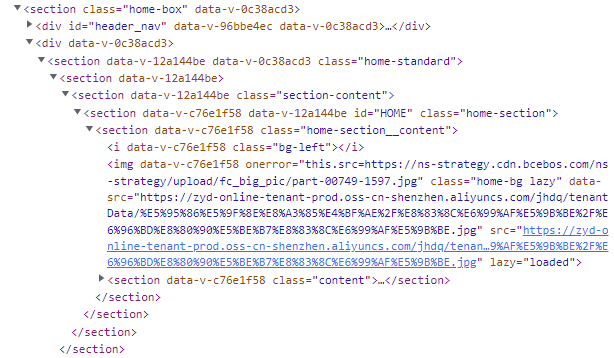 ▼<section class="home-box" data-v-0c38acd3>
▶<div id="header_nav" data-v-96bbe4ec data-v-0c38acd3>…</div>
▼<div data-v-0c38acd3>
▼<section data-v-12a144be data-v-0c38acd3 class="home-standard">
▼<section data-v-12a144be>
▼<section data-v-12a144be class="section-content">
▼<section data-v-c76e1f58 data-v-12a144be id="HOME" class="home-section">
▼<section data-v-c76e1f58 class="home-section__content">
<i data-v-c76e1f58 class="bg-left"></i>
<img data-v-c76e1f58 onerror="this.src=https://ns-strategy.cdn.bcebos.com/ns
-strategy/upload/fc_big_pic/part-00749-1597.jpg" class="home-bg lazy" data-
src="https://zyd-online-tenant-prod.oss-cn-shenzhen.aliyuncs.com/jhdq/tenant
Data/%E5%95%86%E5%9F%8E%E8%A3%85%E4%BF%AE%2F%E8%83%8C%E6%99%AF%E5%9B%BE%2F%E
6%96%BD%E8%80%90%E5%BE%B7%E8%83%8C%E6%99%AF%E5%9B%BE.jpg" src="https://zyd-o
nline-tenant-prod.oss-cn-shenzhen.aliyuncs.com/jhdq/tenan…9%AF%E5%9B%BE%2F%E
6%96%BD%E8%80%90%E5%BE%B7%E8%83%8C%E6%99%AF%E5%9B%BE.jpg" lazy="loaded">
▶<section data-v-c76e1f58 class="content">…</section>
</section>
</section>
</section>
</section>